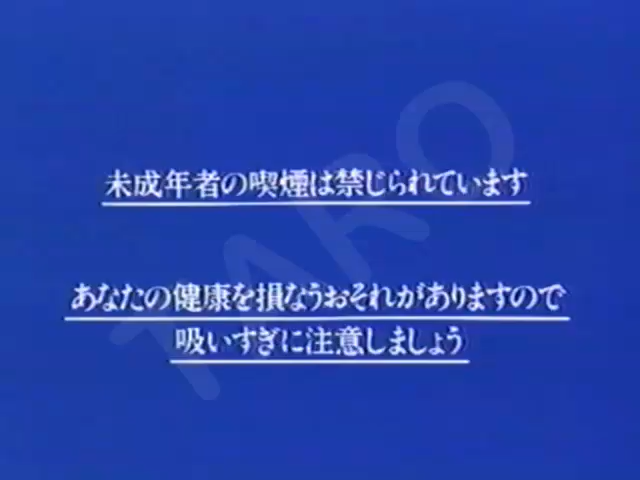 未成年者の喫煙は禁じられています
あなたの健康を損なうおそれがありますので
吸いすぎに注意しましょう
TARO